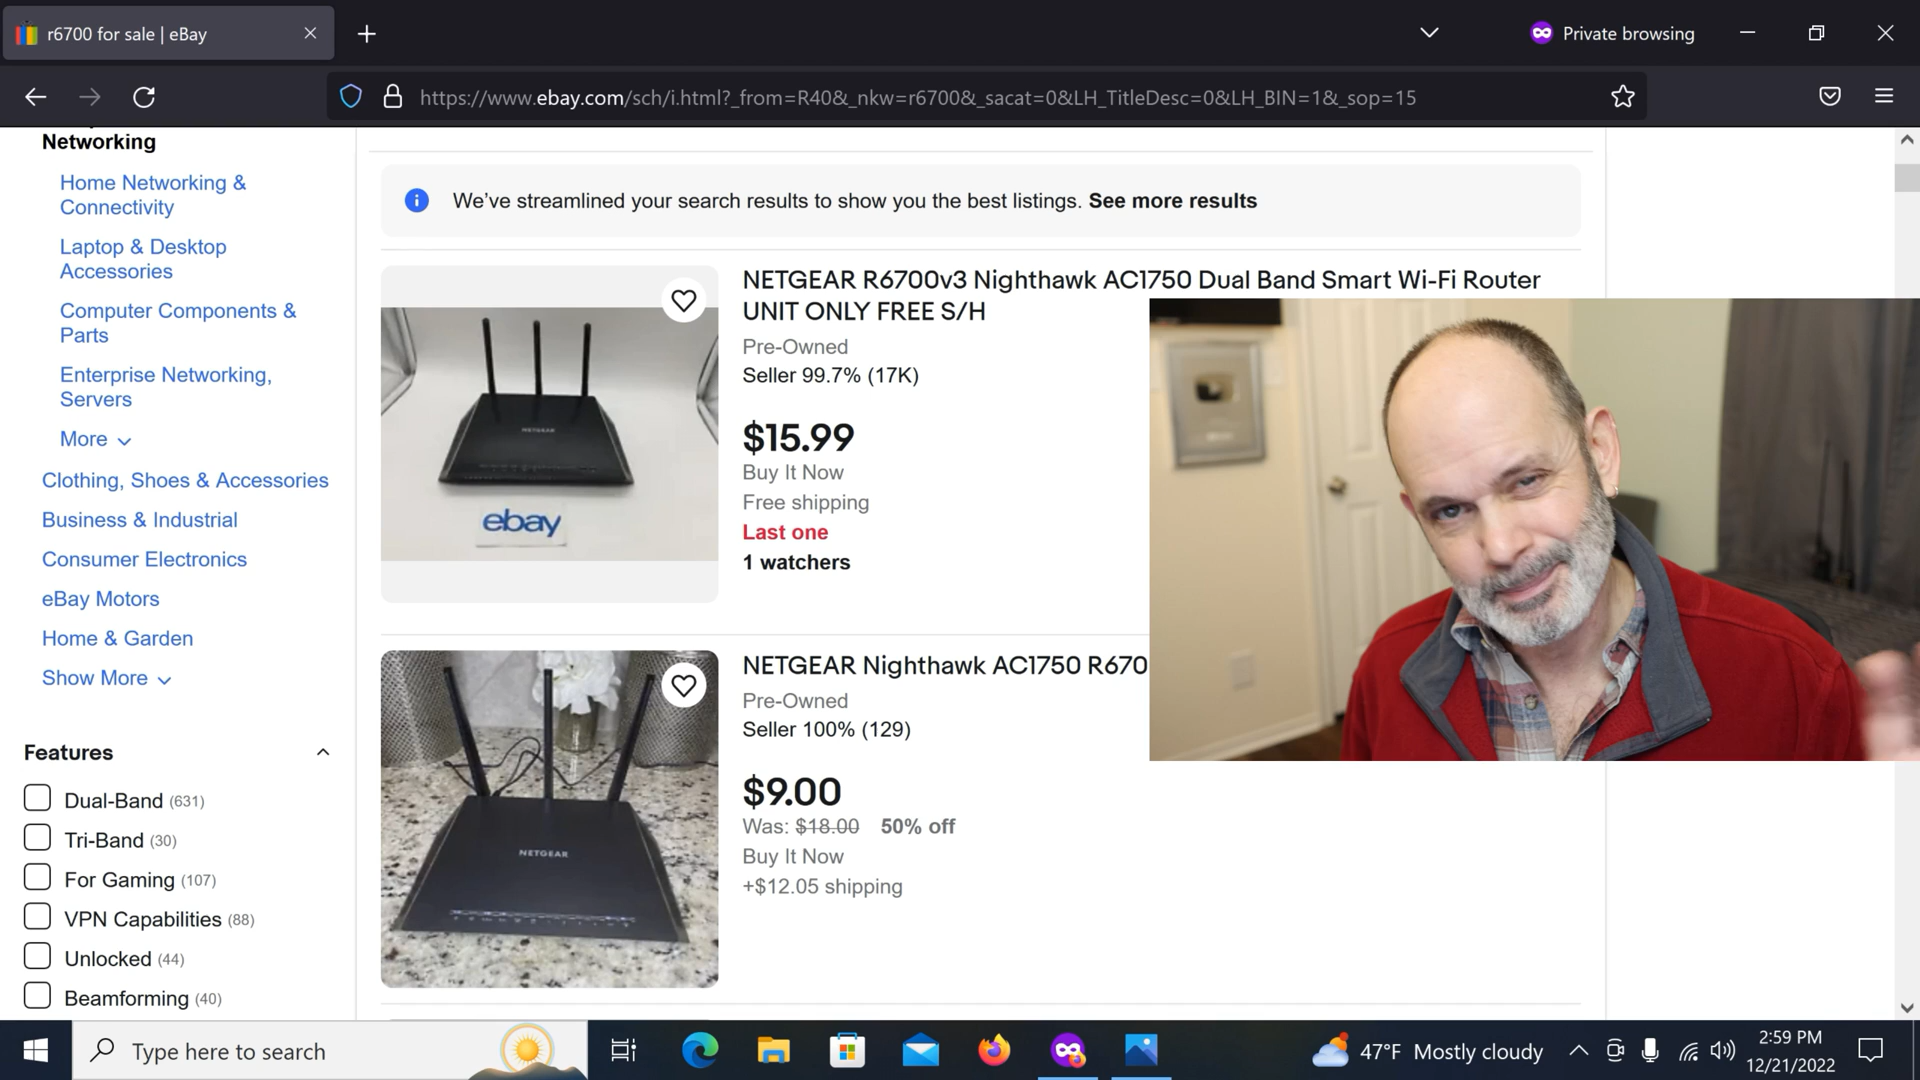 r6700 for sale | eBay
Private browsing
https://www.ebay.com/sch/i.html?_from=R40&_nkw=r6700&_sacat=0&LH_TitleDesc=0&LH_BIN=1&_sop=15
Networking
Home Networking &
Connectivity
Laptop & Desktop
Accessories
Computer Components &
Parts
Enterprise Networking,
Servers
More
Clothing, Shoes & Accessories
Business & Industrial
Consumer Electronics
eBay Motors
Home & Garden
Show More
Features
Dual-Band (631)
Tri-Band (30)
For Gaming (107)
VPN Capabilities (88)
Unlocked (44)
Beamforming (40)
We've streamlined your search results to show you the best listings. See more results
NETGEAR
ebay
NETGEAR R6700v3 Nighthawk AC1750 Dual Band Smart Wi-Fi Router
UNIT ONLY FREE S/H
Pre-Owned
Seller 99.7% (17K)
$15.99
Buy It Now
Free shipping
Last one
1 watchers
NETGEAR
NETGEAR Nighthawk AC1750 R670
Pre-Owned
Seller 100% (129)
$9.00
Was: $18.00 50% off
Buy It Now
+$12.05 shipping
Type here to search
47°F Mostly cloudy
2:59 PM
12/21/2022